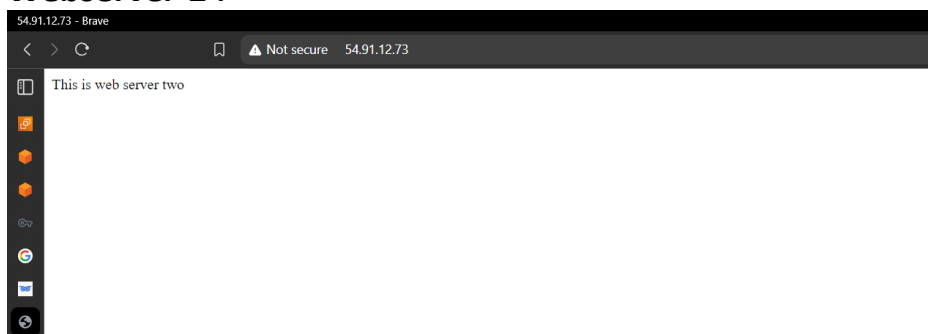 54.91.12.73 - Brave
Not secure 54.91.12.73
This is web server two